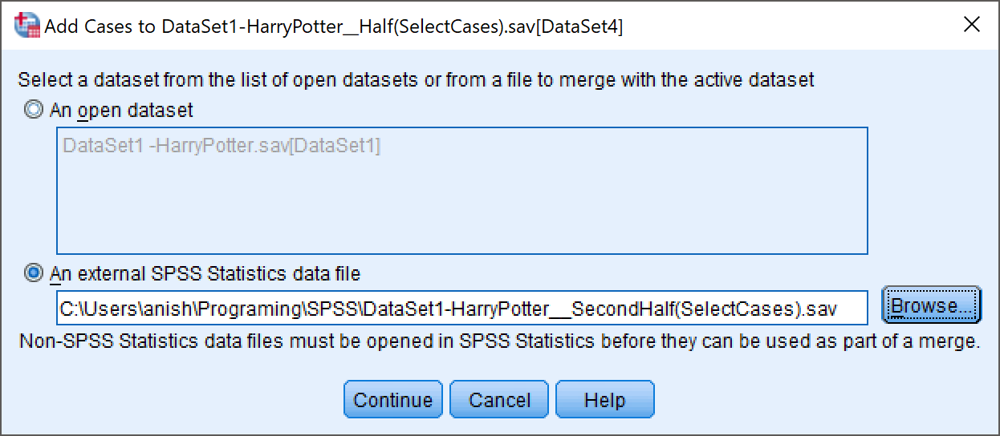 Add Cases to DataSet1-HarryPotter__Half(SelectCases).sav[DataSet4]
Select a dataset from the list of open datasets or from a file to merge with the active dataset
An open dataset
DataSet1 -HarryPotter.sav[DataSet1]
An external SPSS Statistics data file
C:\Users\anish\Programing\SPSS\DataSet1-HarryPotter__SecondHalf(SelectCases).sav
Browse...
Non-SPSS Statistics data files must be opened in SPSS Statistics before they can be used as part of a merge.
Continue Cancel Help